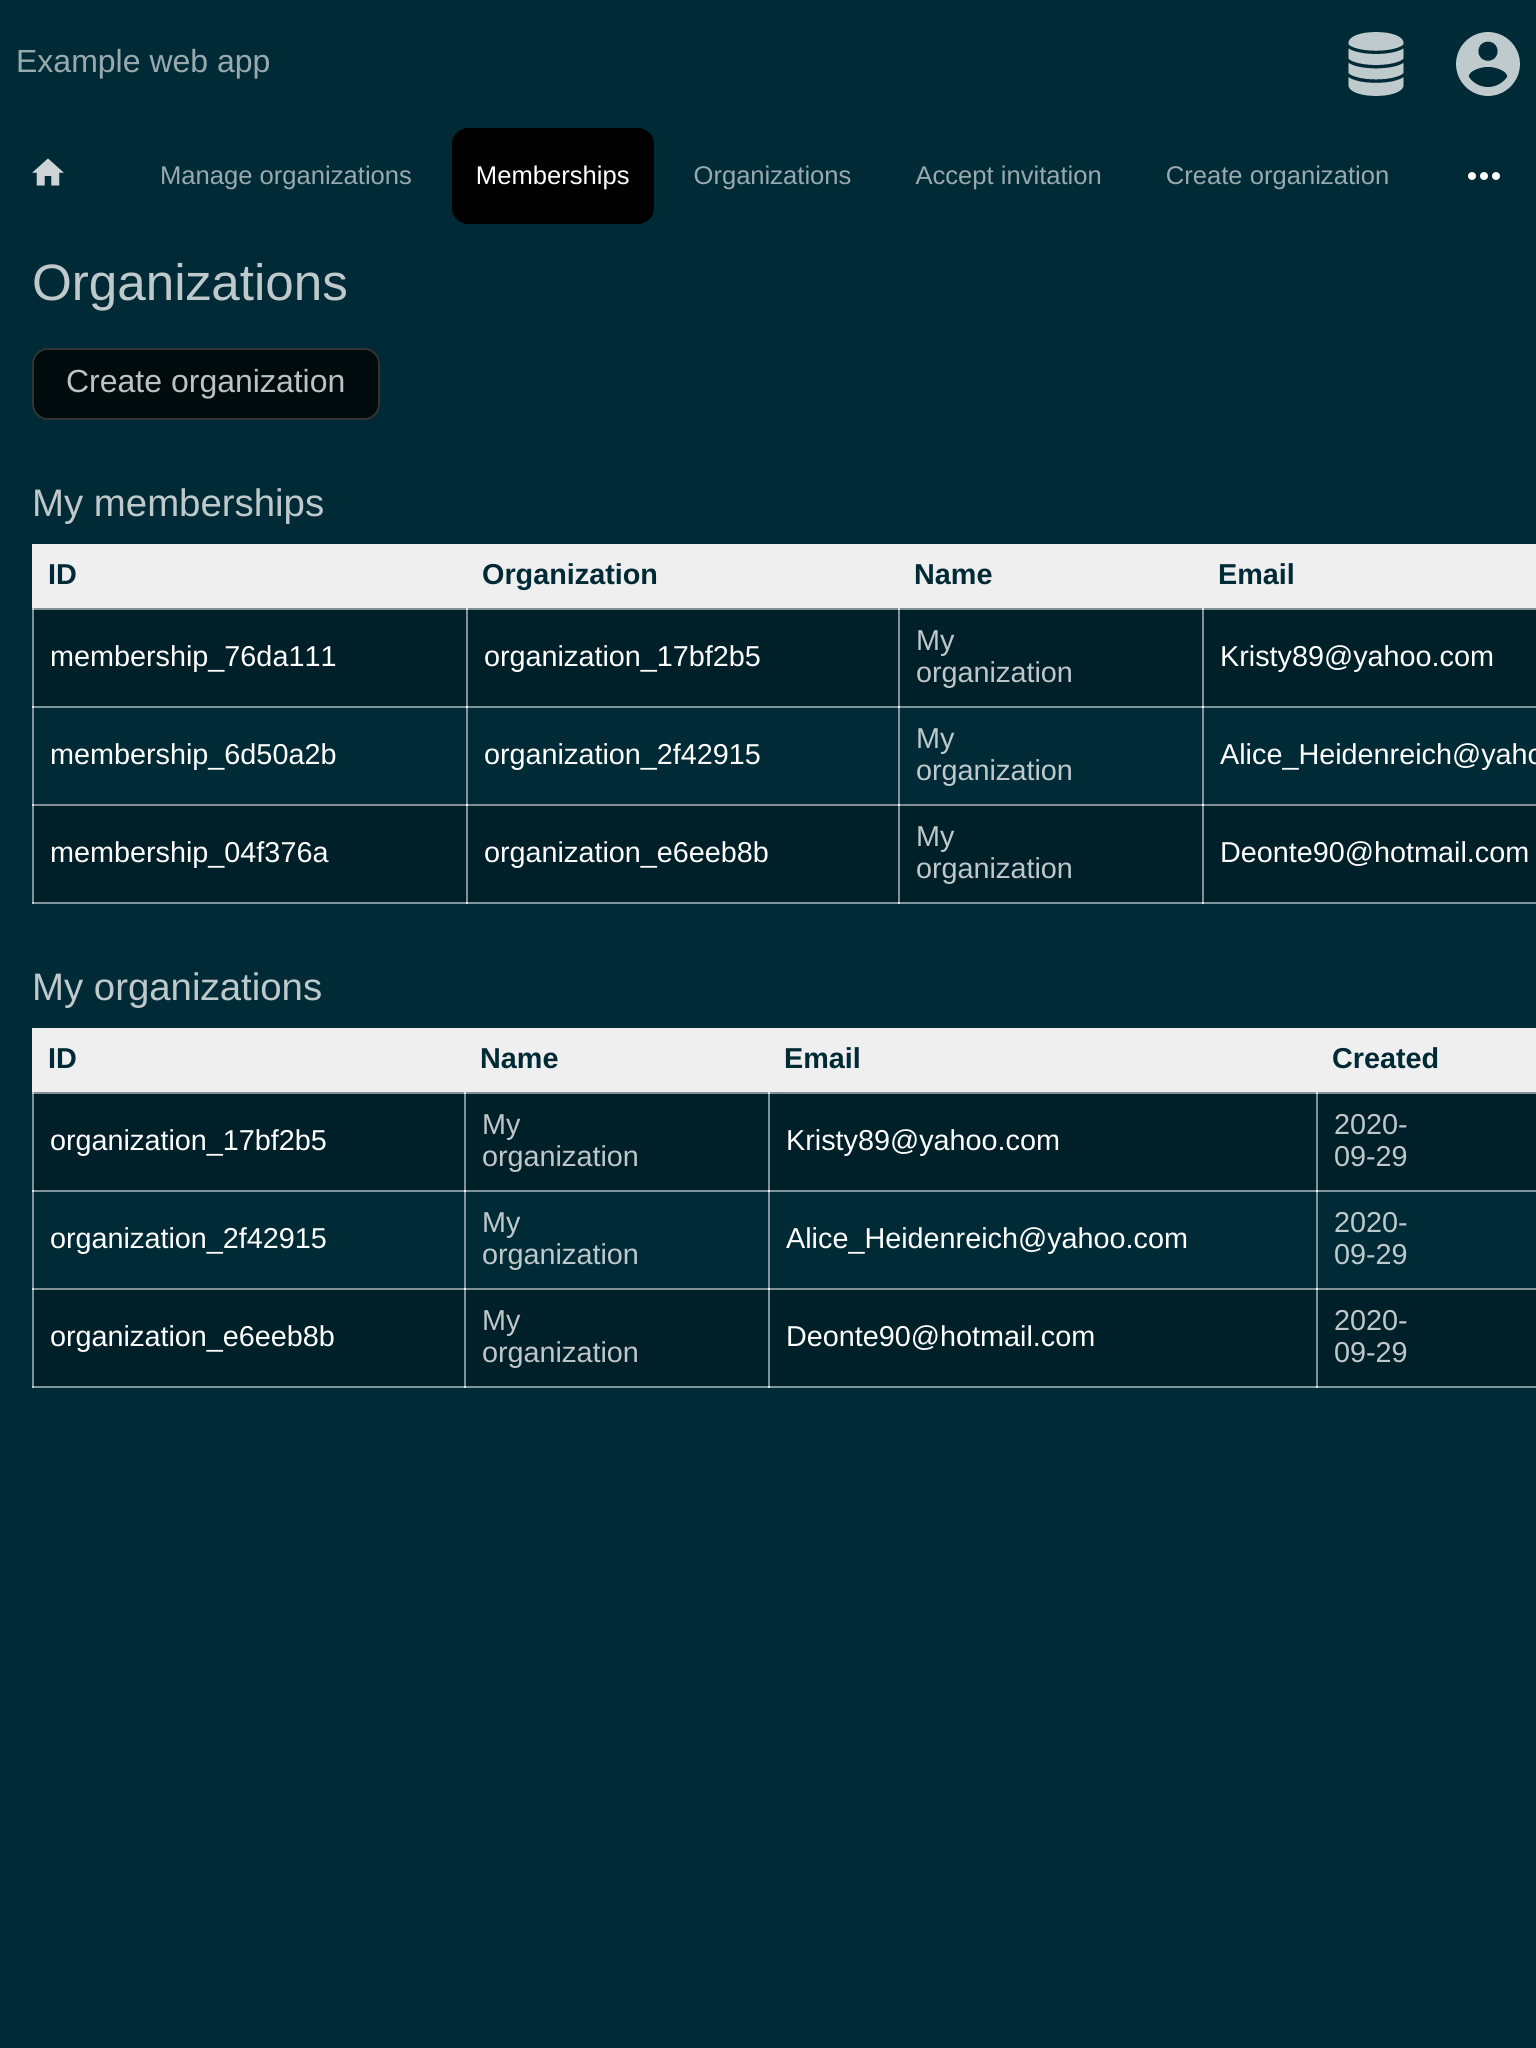 Example web app
Manage organizations Memberships Organizations Accept invitation Create organization
Organizations
Create organization
My memberships
ID Organization Name Email
membership_76da111 organization_17bf2b5 My organization Kristy89@yahoo.com
membership_6d50a2b organization_2f42915 My organization Alice_Heidenreich@yaho
membership_04f376a organization_e6eeb8b My organization Deonte90@hotmail.com
My organizations
ID Name Email Created
organization_17bf2b5 My organization Kristy89@yahoo.com 2020-09-29
organization_2f42915 My organization Alice_Heidenreich@yahoo.com 2020-09-29
organization_e6eeb8b My organization Deonte90@hotmail.com 2020-09-29